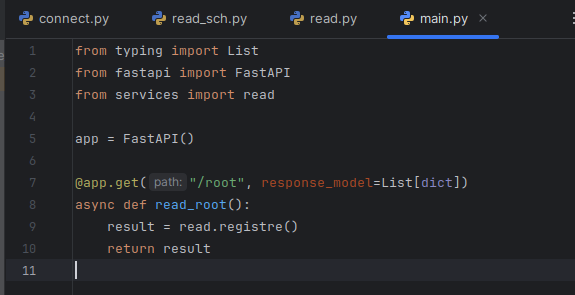 connect.py read_sch.py read.py main.py ×
1 from typing import List
2 from fastapi import FastAPI
3 from services import read
4
5 app = FastAPI()
6
7 @app.get( path: "/root", response_model=List[dict])
8 async def read_root():
9     result = read.registre()
10     return result
11